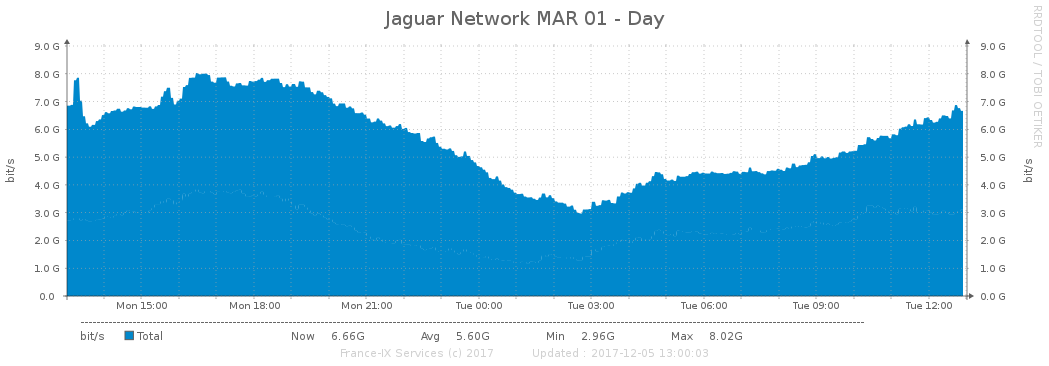 Jaguar Network MAR 01 - Day
RRDTOOL / TOBI OETIKER
bit/s
9.0 G
8.0 G
7.0 G
6.0 G
5.0 G
4.0 G
3.0 G
2.0 G
1.0 G
0.0
9.0 G
8.0 G
7.0 G
6.0 G
5.0 G
4.0 G
3.0 G
2.0 G
1.0 G
0.0 G
bit/s
Mon 15:00 Mon 18:00 Mon 21:00 Tue 00:00 Tue 03:00 Tue 06:00 Tue 09:00 Tue 12:00
bit/s Total Now 6.66G Avg 5.60G Min 2.96G Max 8.02G
France-IX Services (c) 2017 Updated : 2017-12-05 13:00:03